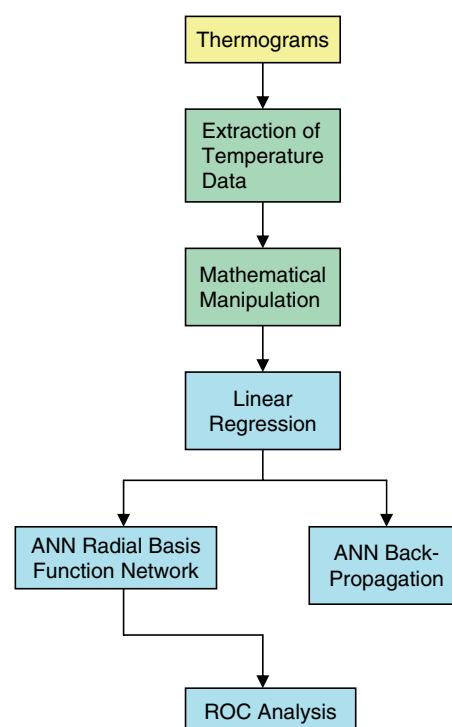 Thermograms
Extraction of
Temperature
Data
Mathematical
Manipulation
Linear
Regression
ANN Radial Basis
Function Network
ANN Back-
Propagation
ROC Analysis